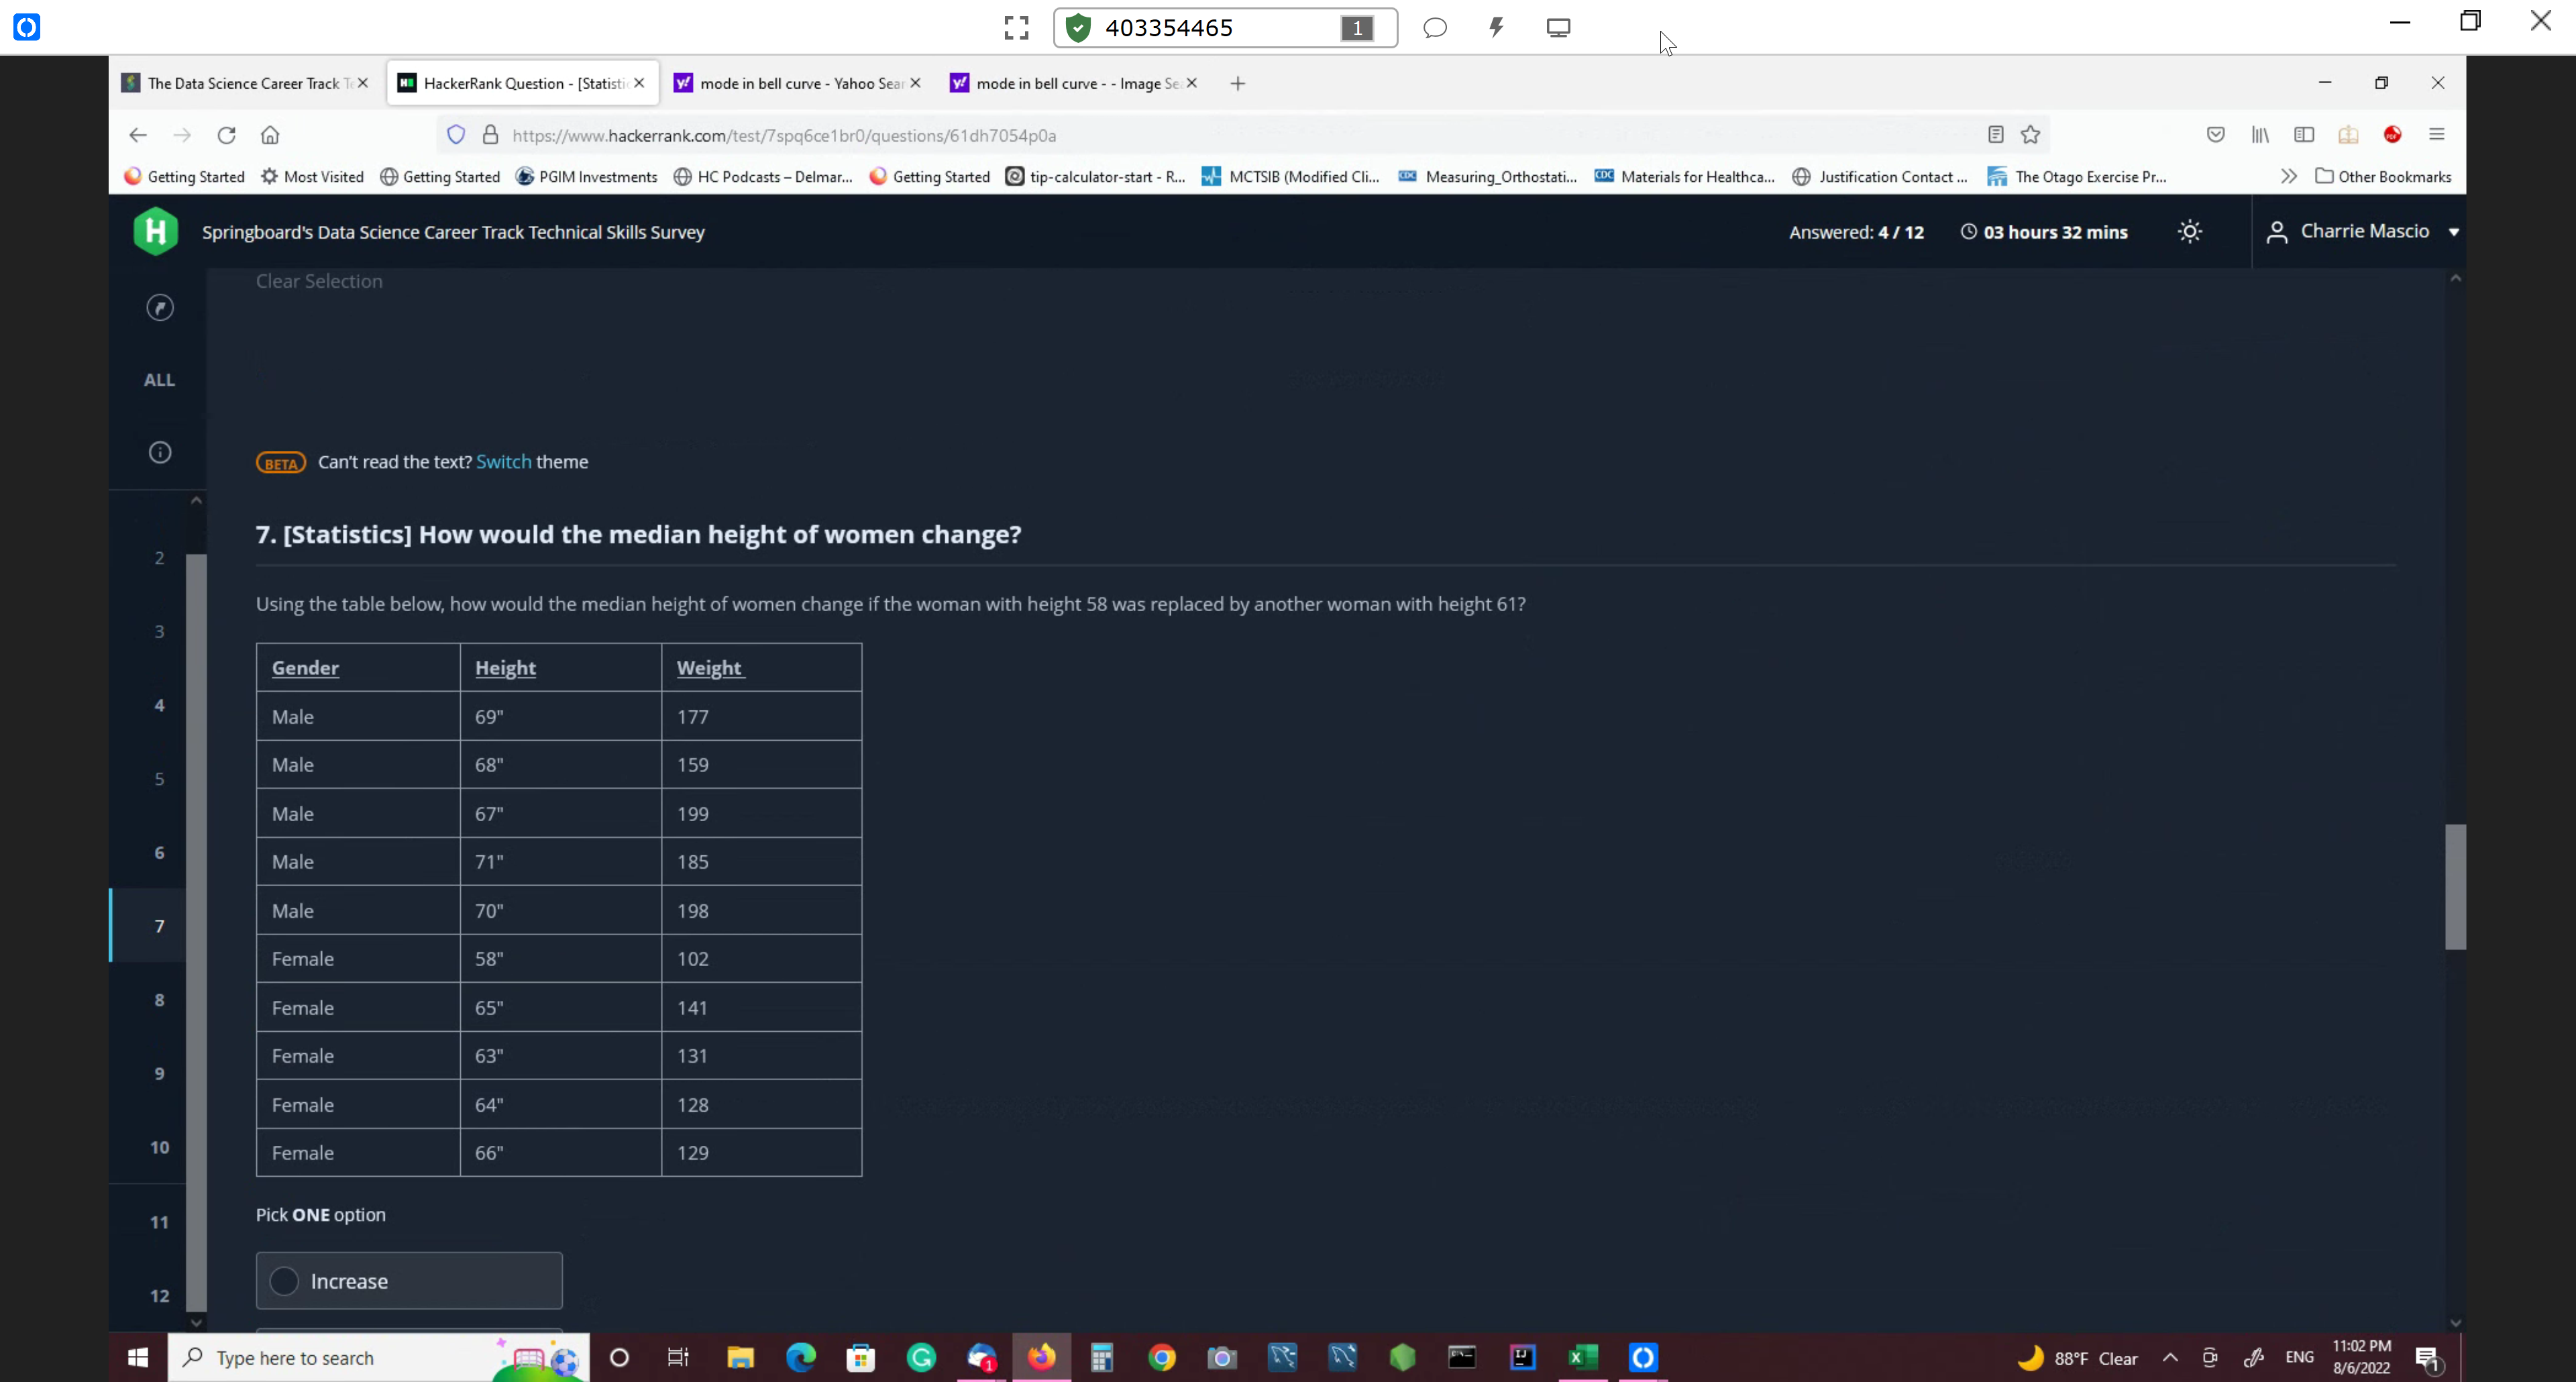 403354465
1
The Data Science Career Track
HackerRank Question - [Statisti
mode in bell curve - Yahoo Sear
mode in bell curve - - Image Se
https://www.hackerrank.com/test/7spq6ce1br0/questions/61dh7054p0a
Getting Started
Most Visited
Getting Started
PGIM Investments
HC Podcasts – Delmar...
Getting Started
tip-calculator-start - R...
MCTSIB (Modified Cli...
CDC Measuring_Orthostati...
CDC Materials for Healthca...
Justification Contact ...
The Otago Exercise Pr...
Other Bookmarks
H
Springboard's Data Science Career Track Technical Skills Survey
Answered: 4 / 12
03 hours 32 mins
Charrie Mascio
Clear Selection
ALL
BETA Can't read the text? Switch theme
7. [Statistics] How would the median height of women change?
Using the table below, how would the median height of women change if the woman with height 58 was replaced by another woman with height 61?
Gender Height Weight
Male 69" 177
Male 68" 159
Male 67" 199
Male 71" 185
Male 70" 198
Female 58" 102
Female 65" 141
Female 63" 131
Female 64" 128
Female 66" 129
Pick ONE option
Increase
2
3
4
5
6
7
8
9
10
11
12
Type here to search
1
88°F Clear
ENG
11:02 PM
8/6/2022
1